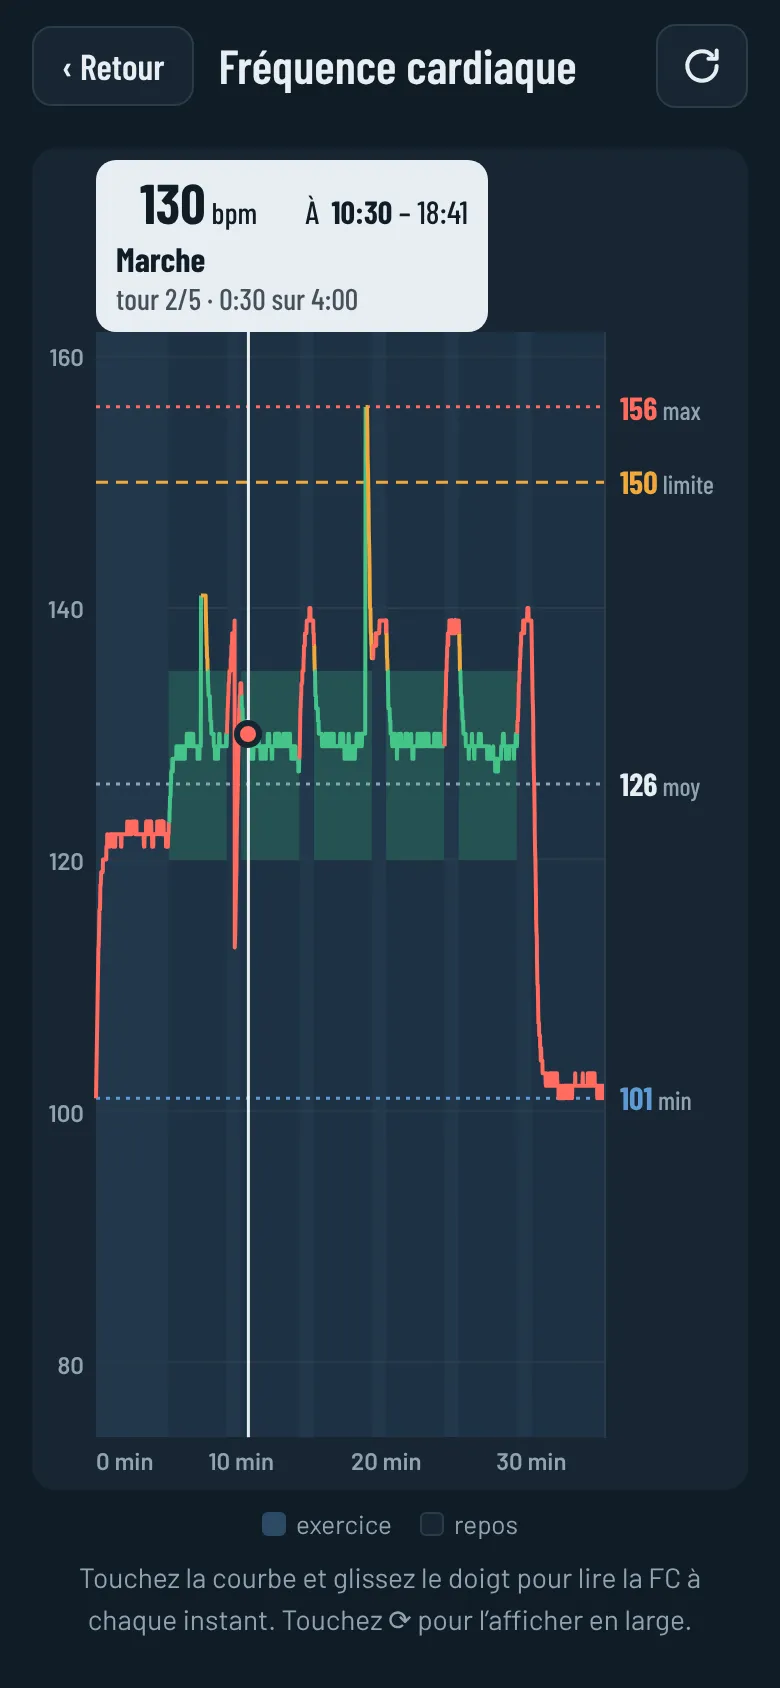 ‹ Retour Fréquence cardiaque
130 bpm À 10:30 – 18:41
Marche
tour 2/5 · 0:30 sur 4:00
160
156 max
150 limite
140
126 moy
120
101 min
100
80
0 min 10 min 20 min 30 min
exercice repos
Touchez la courbe et glissez le doigt pour lire la FC à
chaque instant. Touchez ⟳ pour l’afficher en large.